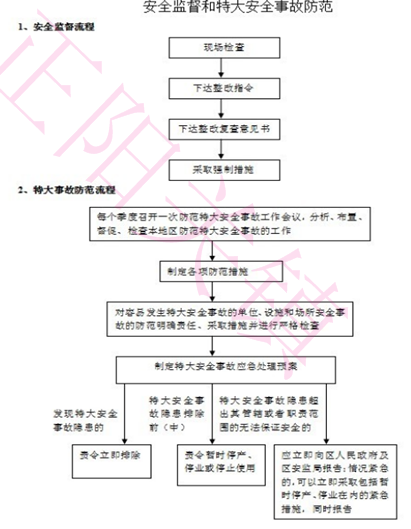 安全监督和特大安全事故防范
1、安全监督流程
现场检查
下达整改指令
下达整改复查意见书
采取强制措施
2、特大事故防范流程
每个季度召开一次防范特大安全事故工作会议，分析、布置、
督促、检查本地区防范特大安全事故的工作
制定各项防范措施
对容易发生特大安全事故的单位、设施和场所安全事
故的防范明确责任、采取措施并进行严格检查
制定特大安全事故应急处理预案
发现特大安全
事故隐患的
特大安全事
故隐患排除
前（中）
特大安全事故隐患超
出其管辖或者职责范
围的无法保证安全的
责令立即排除
责令暂时停产、
停业或停止使用
应立即向区人民政府及
区安监局报告；情况紧急
的，可以立即采取包括暂
时停产、停业在内的紧急
措施，同时报告
正阳关镇